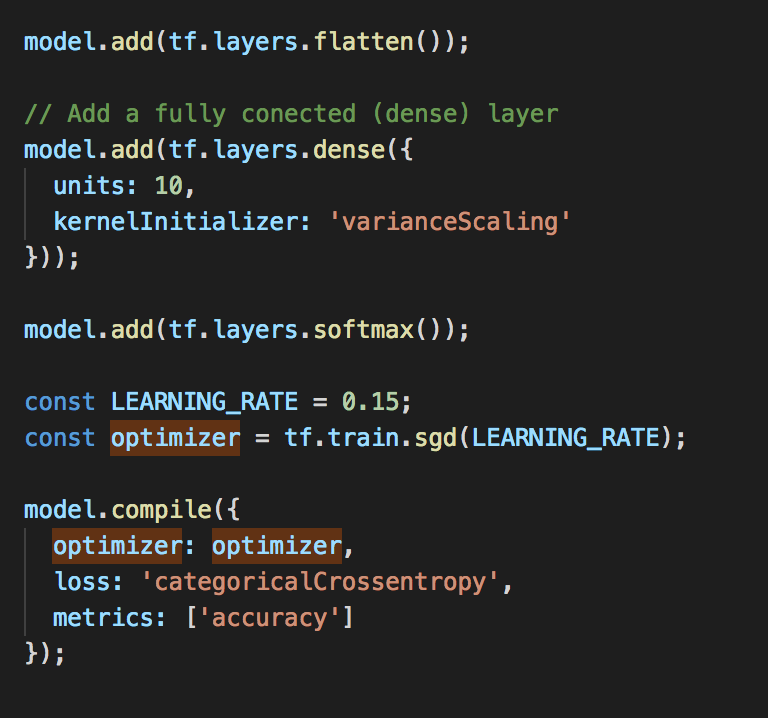 model.add(tf.layers.flatten());
// Add a fully conected (dense) layer
model.add(tf.layers.dense({
  units: 10,
  kernelInitializer: 'varianceScaling'
}));
model.add(tf.layers.softmax());
const LEARNING_RATE = 0.15;
const optimizer = tf.train.sgd(LEARNING_RATE);
model.compile({
  optimizer: optimizer,
  loss: 'categoricalCrossentropy',
  metrics: ['accuracy']
});